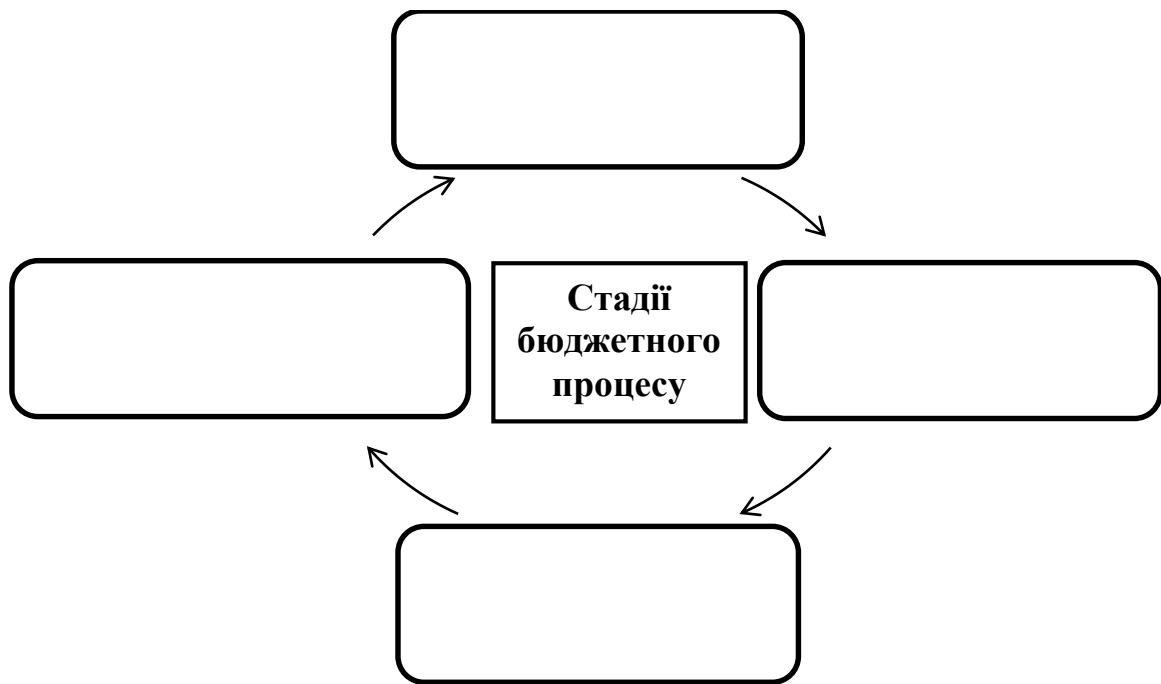 Стадії
бюджетного
процесу